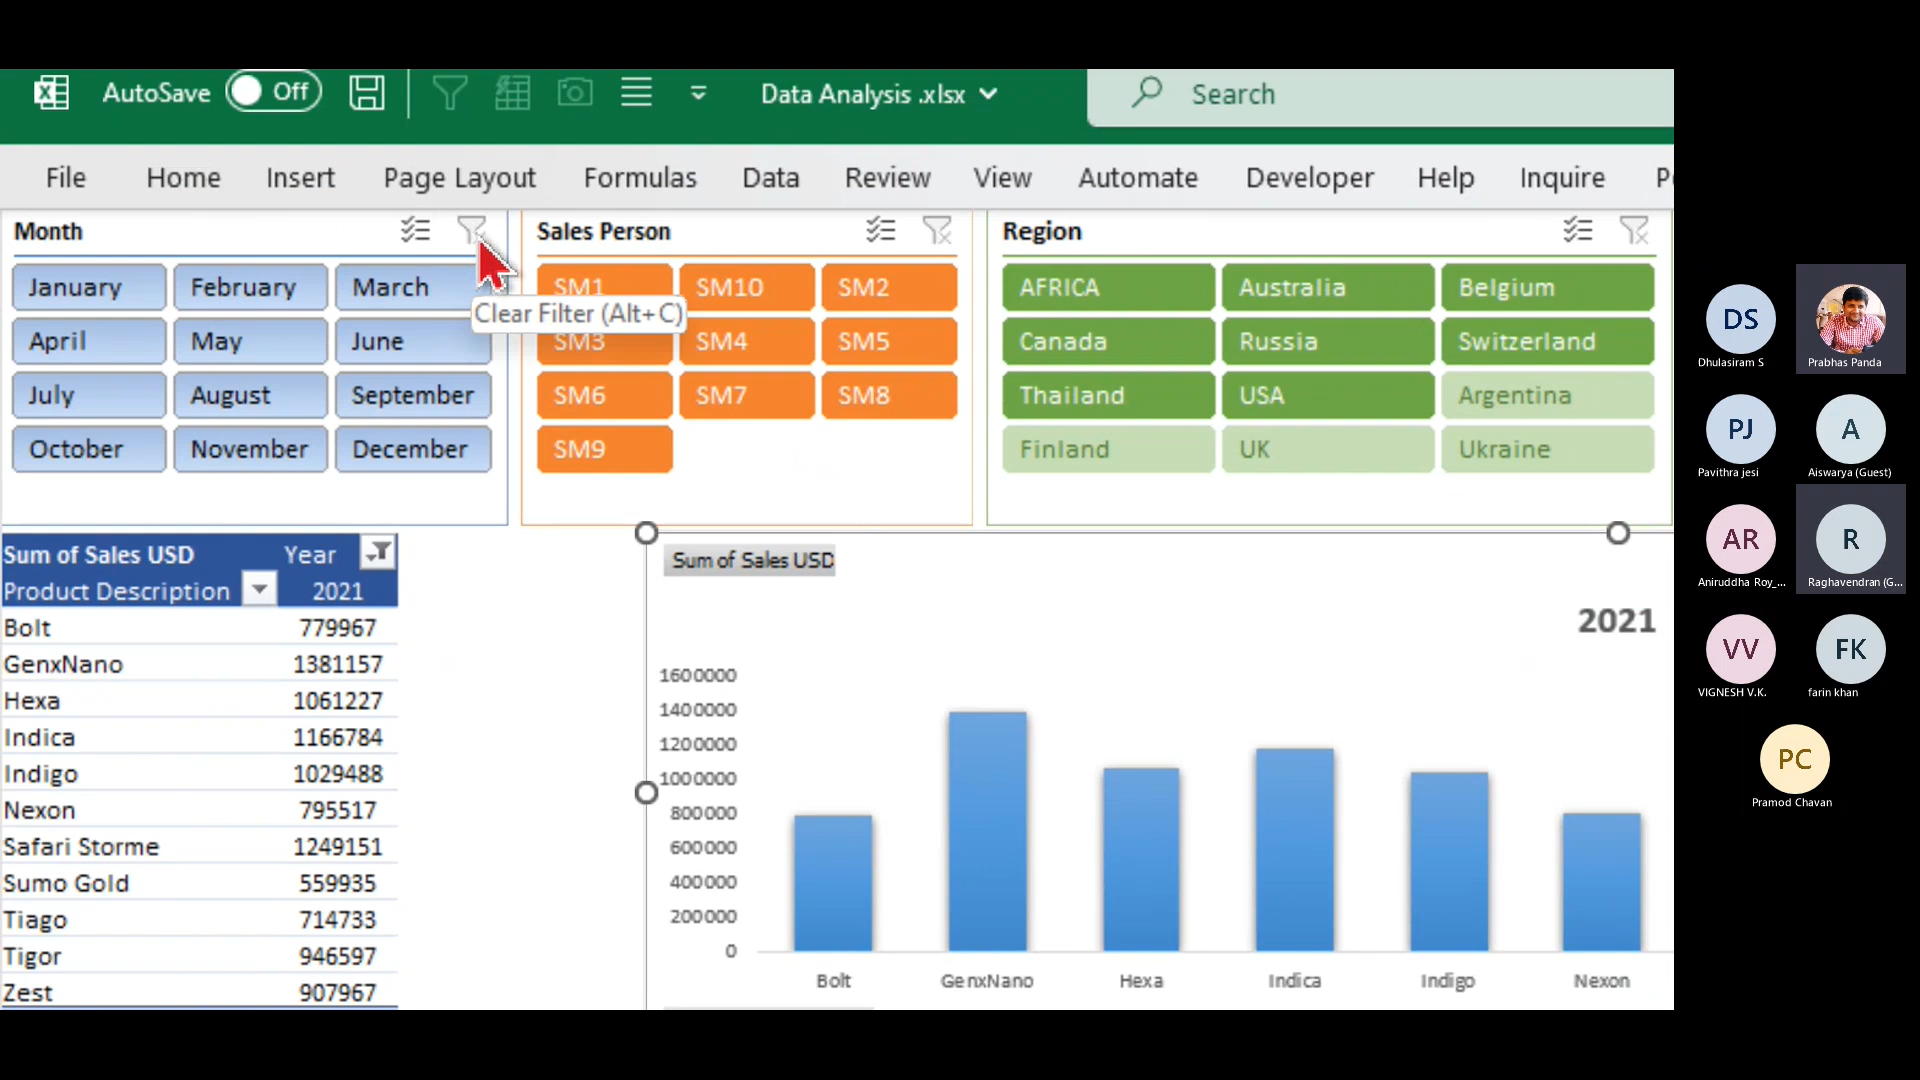 AutoSave Off Data Analysis .xlsx Search
File Home Insert Page Layout Formulas Data Review View Automate Developer Help Inquire
Month
January February March
April May June
July August September
October November December
Sales Person
SM1 SM10 SM2
Clear Filter (Alt+C)
SM3 SM4 SM5
SM6 SM7 SM8
SM9
Region
AFRICA Australia Belgium
Canada Russia Switzerland
Thailand USA Argentina
Finland UK Ukraine
Sum of Sales USD Year
Product Description 2021
Bolt 779967
GenxNano 1381157
Hexa 1061227
Indica 1166784
Indigo 1029488
Nexon 795517
Safari Storme 1249151
Sumo Gold 559935
Tiago 714733
Tigor 946597
Zest 907967
Sum of Sales USD
2021
1600000
1400000
1200000
1000000
800000
600000
400000
200000
0
Bolt GenxNano Hexa Indica Indigo Nexon
DS
Dhulasiram S Prabhas Panda
PJ A
Pavithra jesi Aiswarya (Guest)
AR R
Aniruddha Roy_... Raghavendran (G...
VV FK
VIGNESH V.K. farin khan
PC
Pramod Chavan